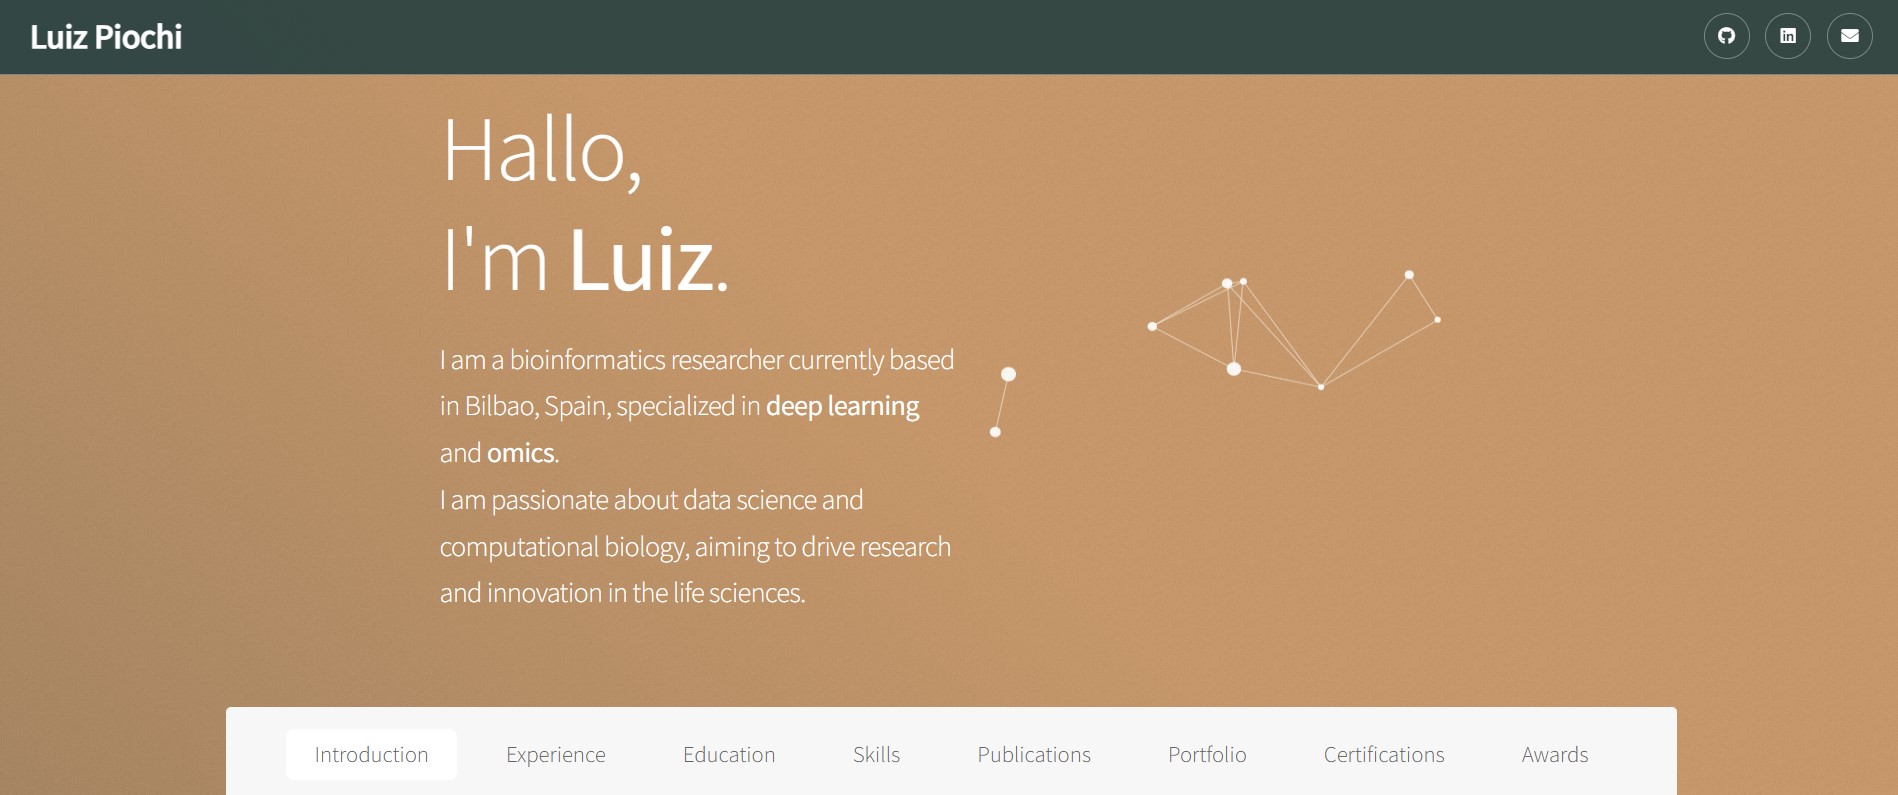 Luiz Piochi
Hallo,
I'm Luiz.
I am a bioinformatics researcher currently based
in Bilbao, Spain, specialized in deep learning
and omics.
I am passionate about data science and
computational biology, aiming to drive research
and innovation in the life sciences.
Introduction Experience Education Skills Publications Portfolio Certifications Awards